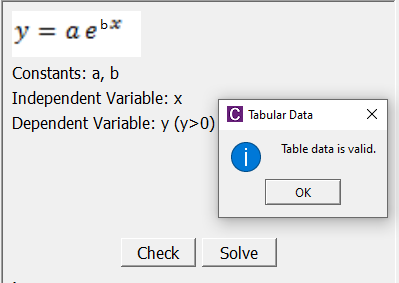 y = a e^bx
Constants: a, b
Independent Variable: x
Dependent Variable: y (y>0)
C Tabular Data
Table data is valid.
OK
Check Solve